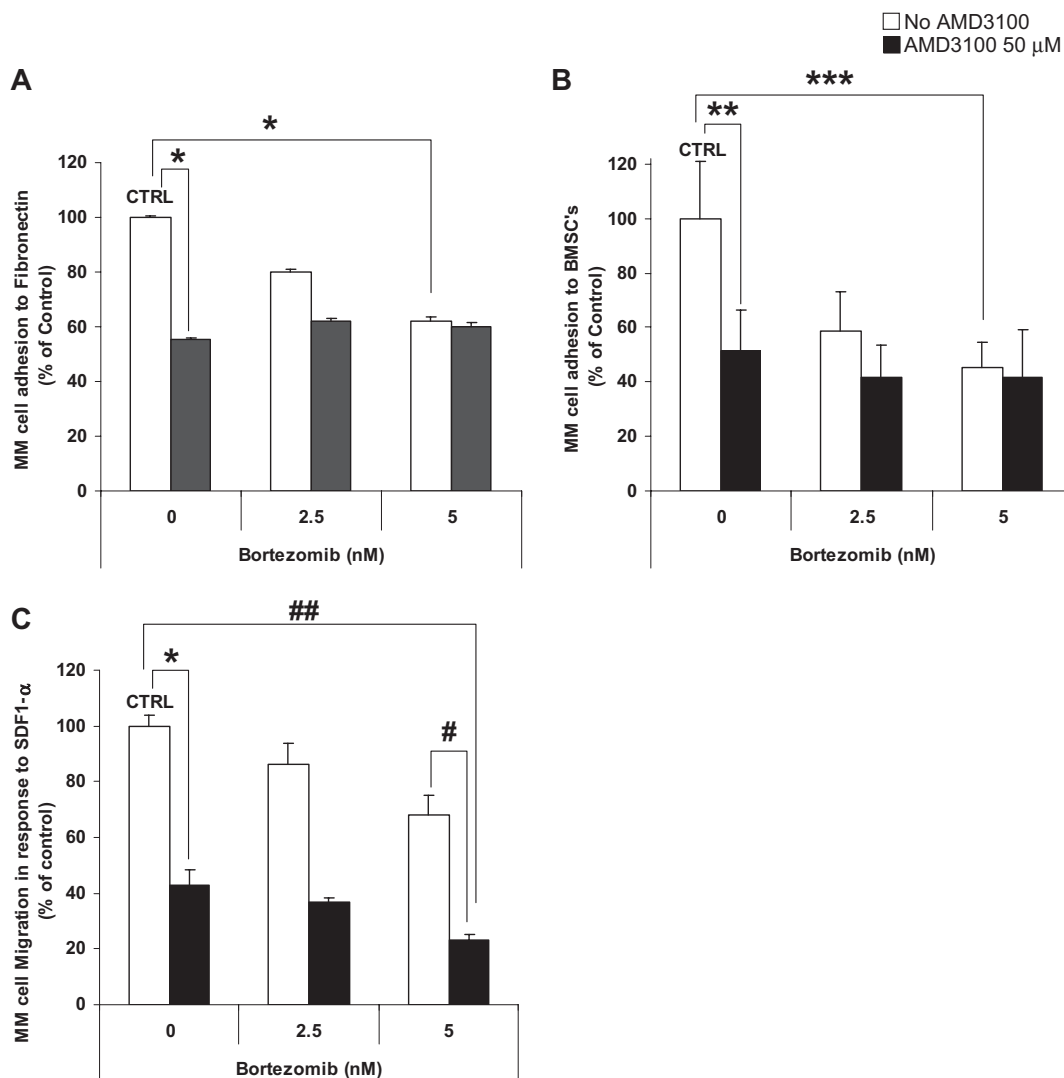 No AMD3100
AMD3100 50 μM
A
*
*
CTRL
120
100
80
60
40
20
0
MM cell adhesion to Fibronectin
(% of Control)
0 2.5 5
Bortezomib (nM)
B
***
**
CTRL
120
100
80
60
40
20
0
MM cell adhesion to BMSC's
(% of Control)
0 2.5 5
Bortezomib (nM)
C
##
*
CTRL
#
120
100
80
60
40
20
0
MM cell Migration in response to SDF1-α
(% of control)
0 2.5 5
Bortezomib (nM)